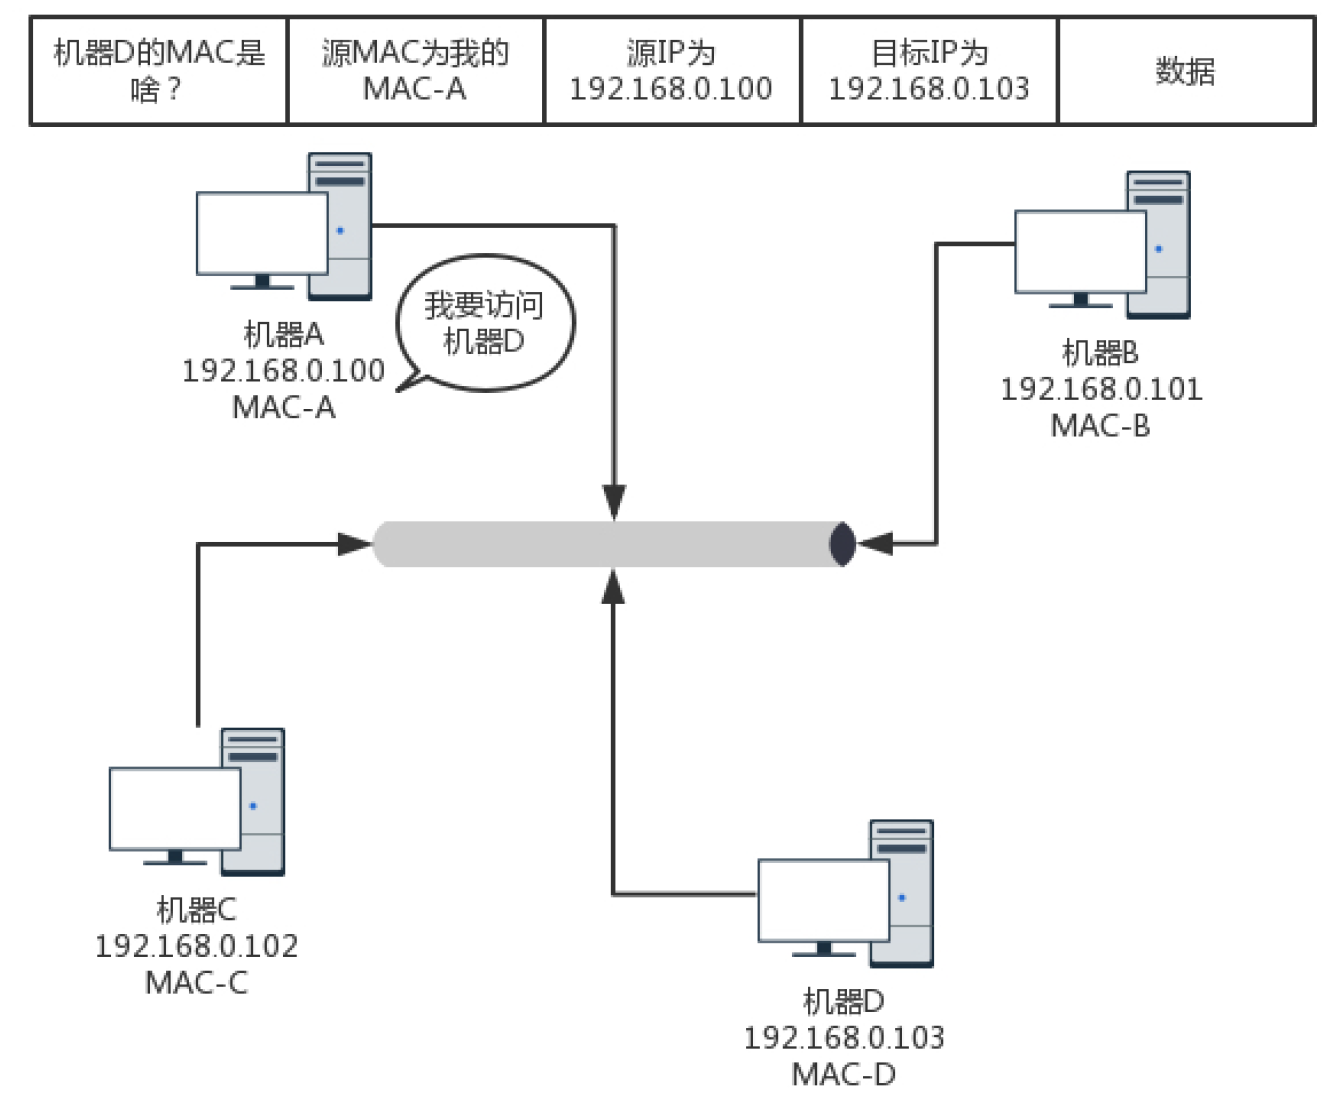 机器D的MAC是
啥？
源MAC为我的
MAC-A
源IP为
192.168.0.100
目标IP为
192.168.0.103
数据
我要访问
机器D
机器A
192.168.0.100
MAC-A
机器B
192.168.0.101
MAC-B
机器C
192.168.0.102
MAC-C
机器D
192.168.0.103
MAC-D